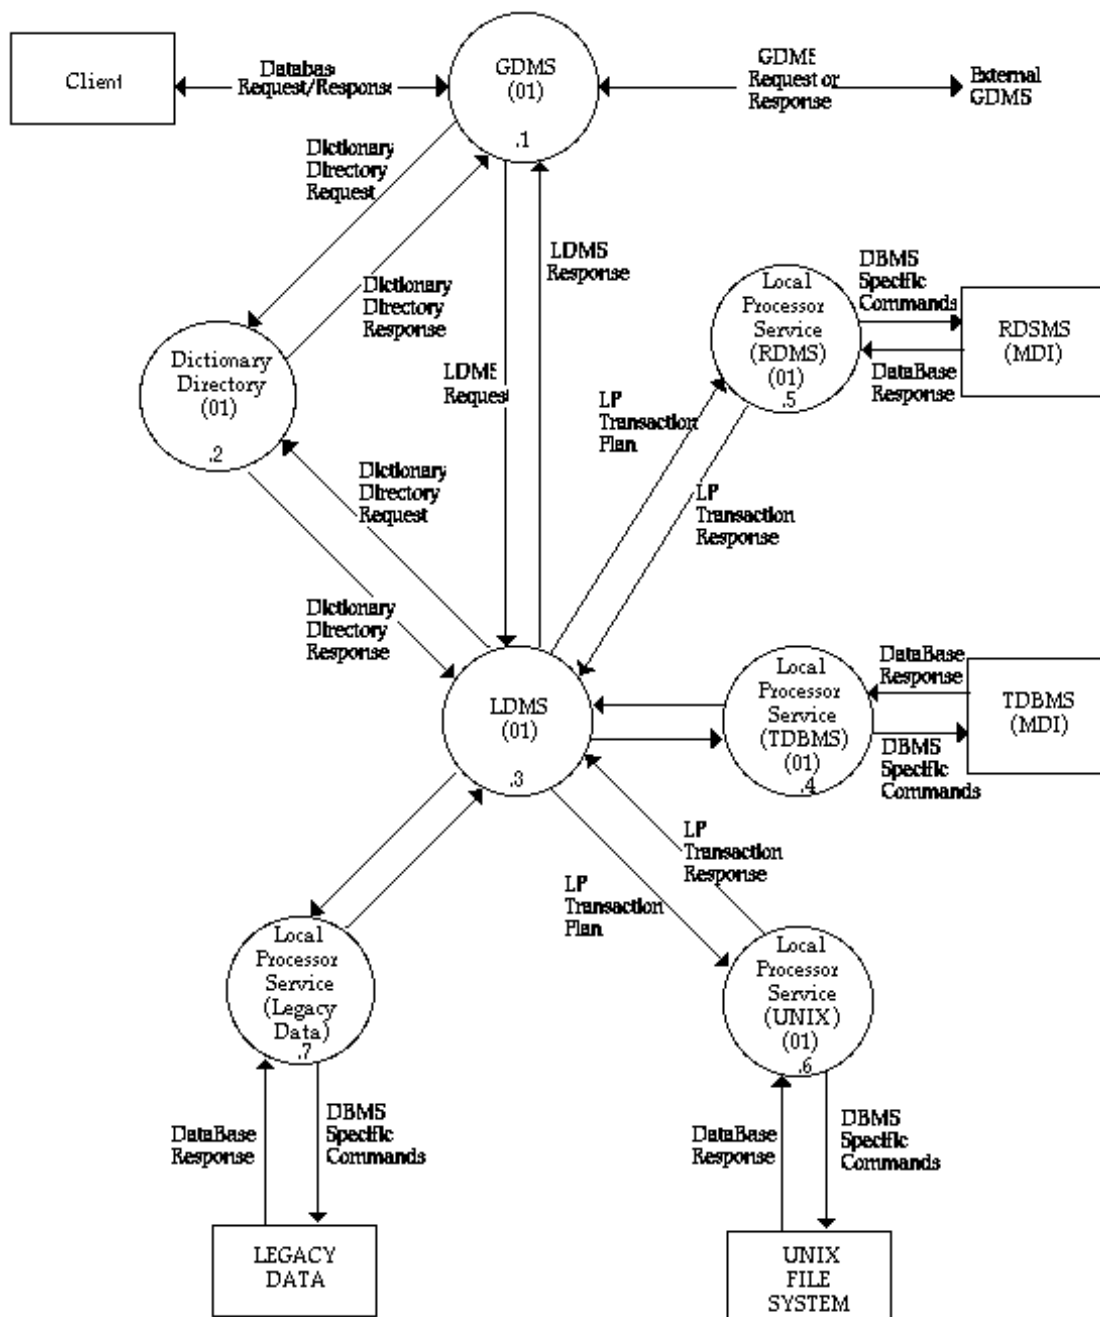 Client
Databas
Request/Response
GDMS
(01)
.1
GDMS
Request or
Response
External
GDMS
Dictionary
Directory
Request
Dictionary
Directory
Response
LDMS
Response
LDMS
Request
Dictionary
Directory
(01)
.2
Local
Processor
Service
(RDMS)
(01)
.5
DBMS
Specific
Commands
DataBase
Response
RDSMS
(MDI)
LP
Transaction
Plan
LP
Transaction
Response
Dictionary
Directory
Request
Dictionary
Directory
Response
LDMS
(01)
.3
Local
Processor
Service
(TDBMS)
(01)
.4
DataBase
Response
DBMS
Specific
Commands
TDBMS
(MDI)
LP
Transaction
Response
LP
Transaction
Plan
Local
Processor
Service
(Legacy
Data)
.7
Local
Processor
Service
(UNIX)
(01)
.6
DataBase
Response
DBMS
Specific
Commands
DataBase
Response
DBMS
Specific
Commands
LEGACY
DATA
UNIX
FILE
SYSTEM